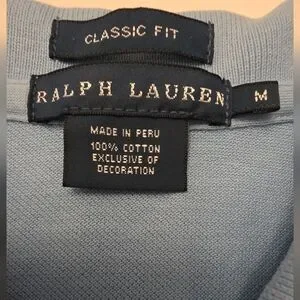 CLASSIC FIT
RALPH LAUREN M
MADE IN PERU
100% COTTON
EXCLUSIVE OF
DECORATION